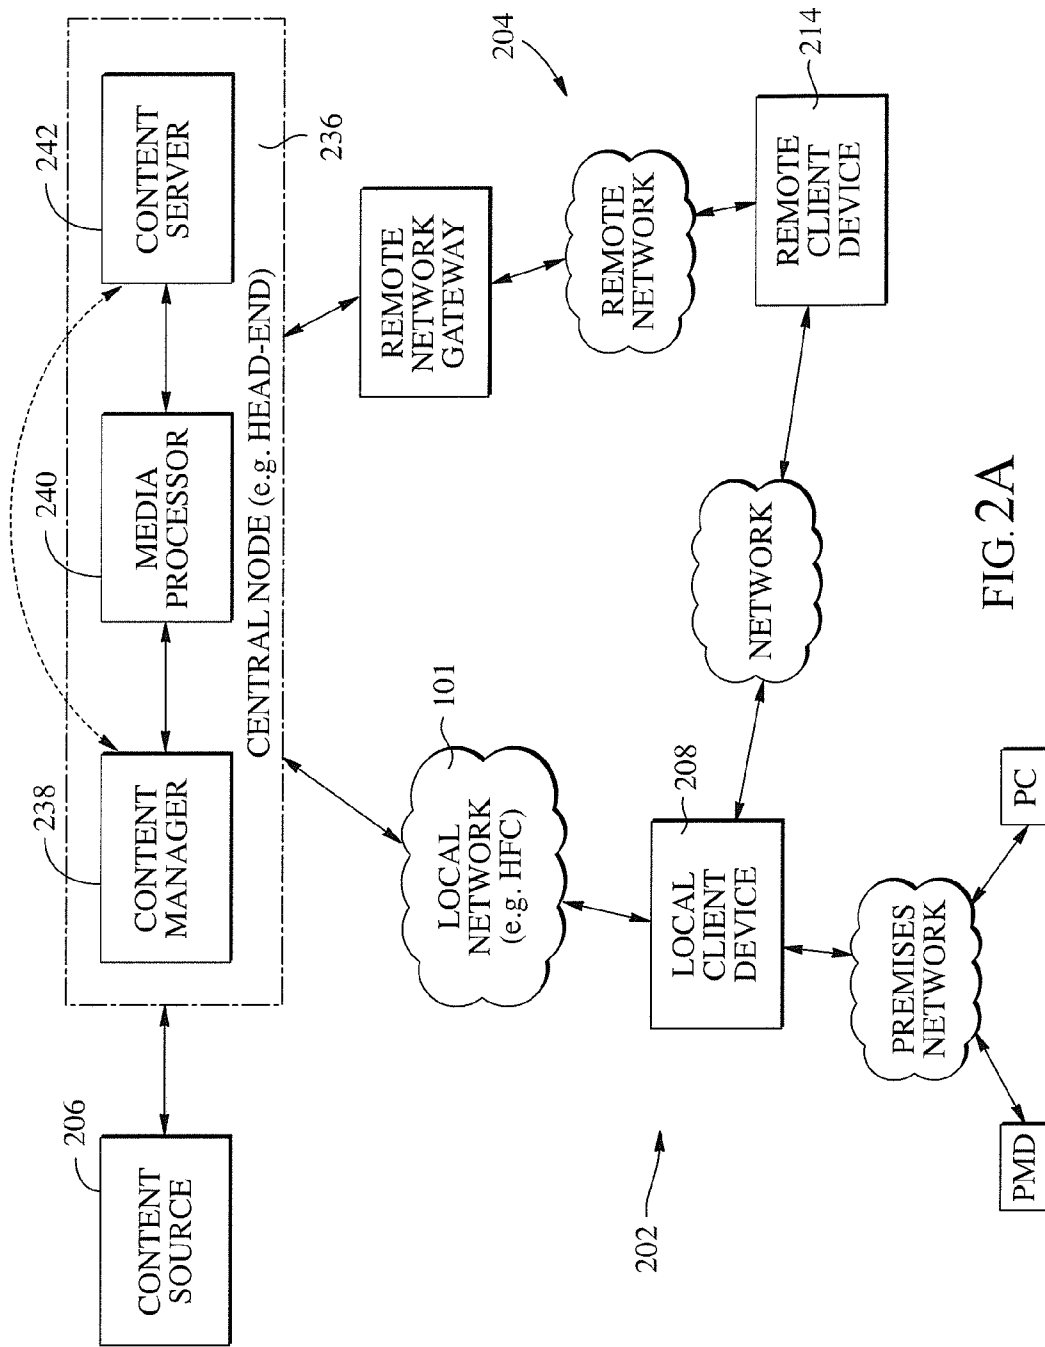 206
CONTENT
SOURCE
238
CONTENT
MANAGER
240
MEDIA
PROCESSOR
242
CONTENT
SERVER
CENTRAL NODE (e.g. HEAD-END)
236
101
LOCAL
NETWORK
(e.g. HFC)
REMOTE
NETWORK
GATEWAY
204
REMOTE
NETWORK
202
208
LOCAL
CLIENT
DEVICE
NETWORK
214
REMOTE
CLIENT
DEVICE
PREMISES
NETWORK
PMD
PC
FIG. 2A